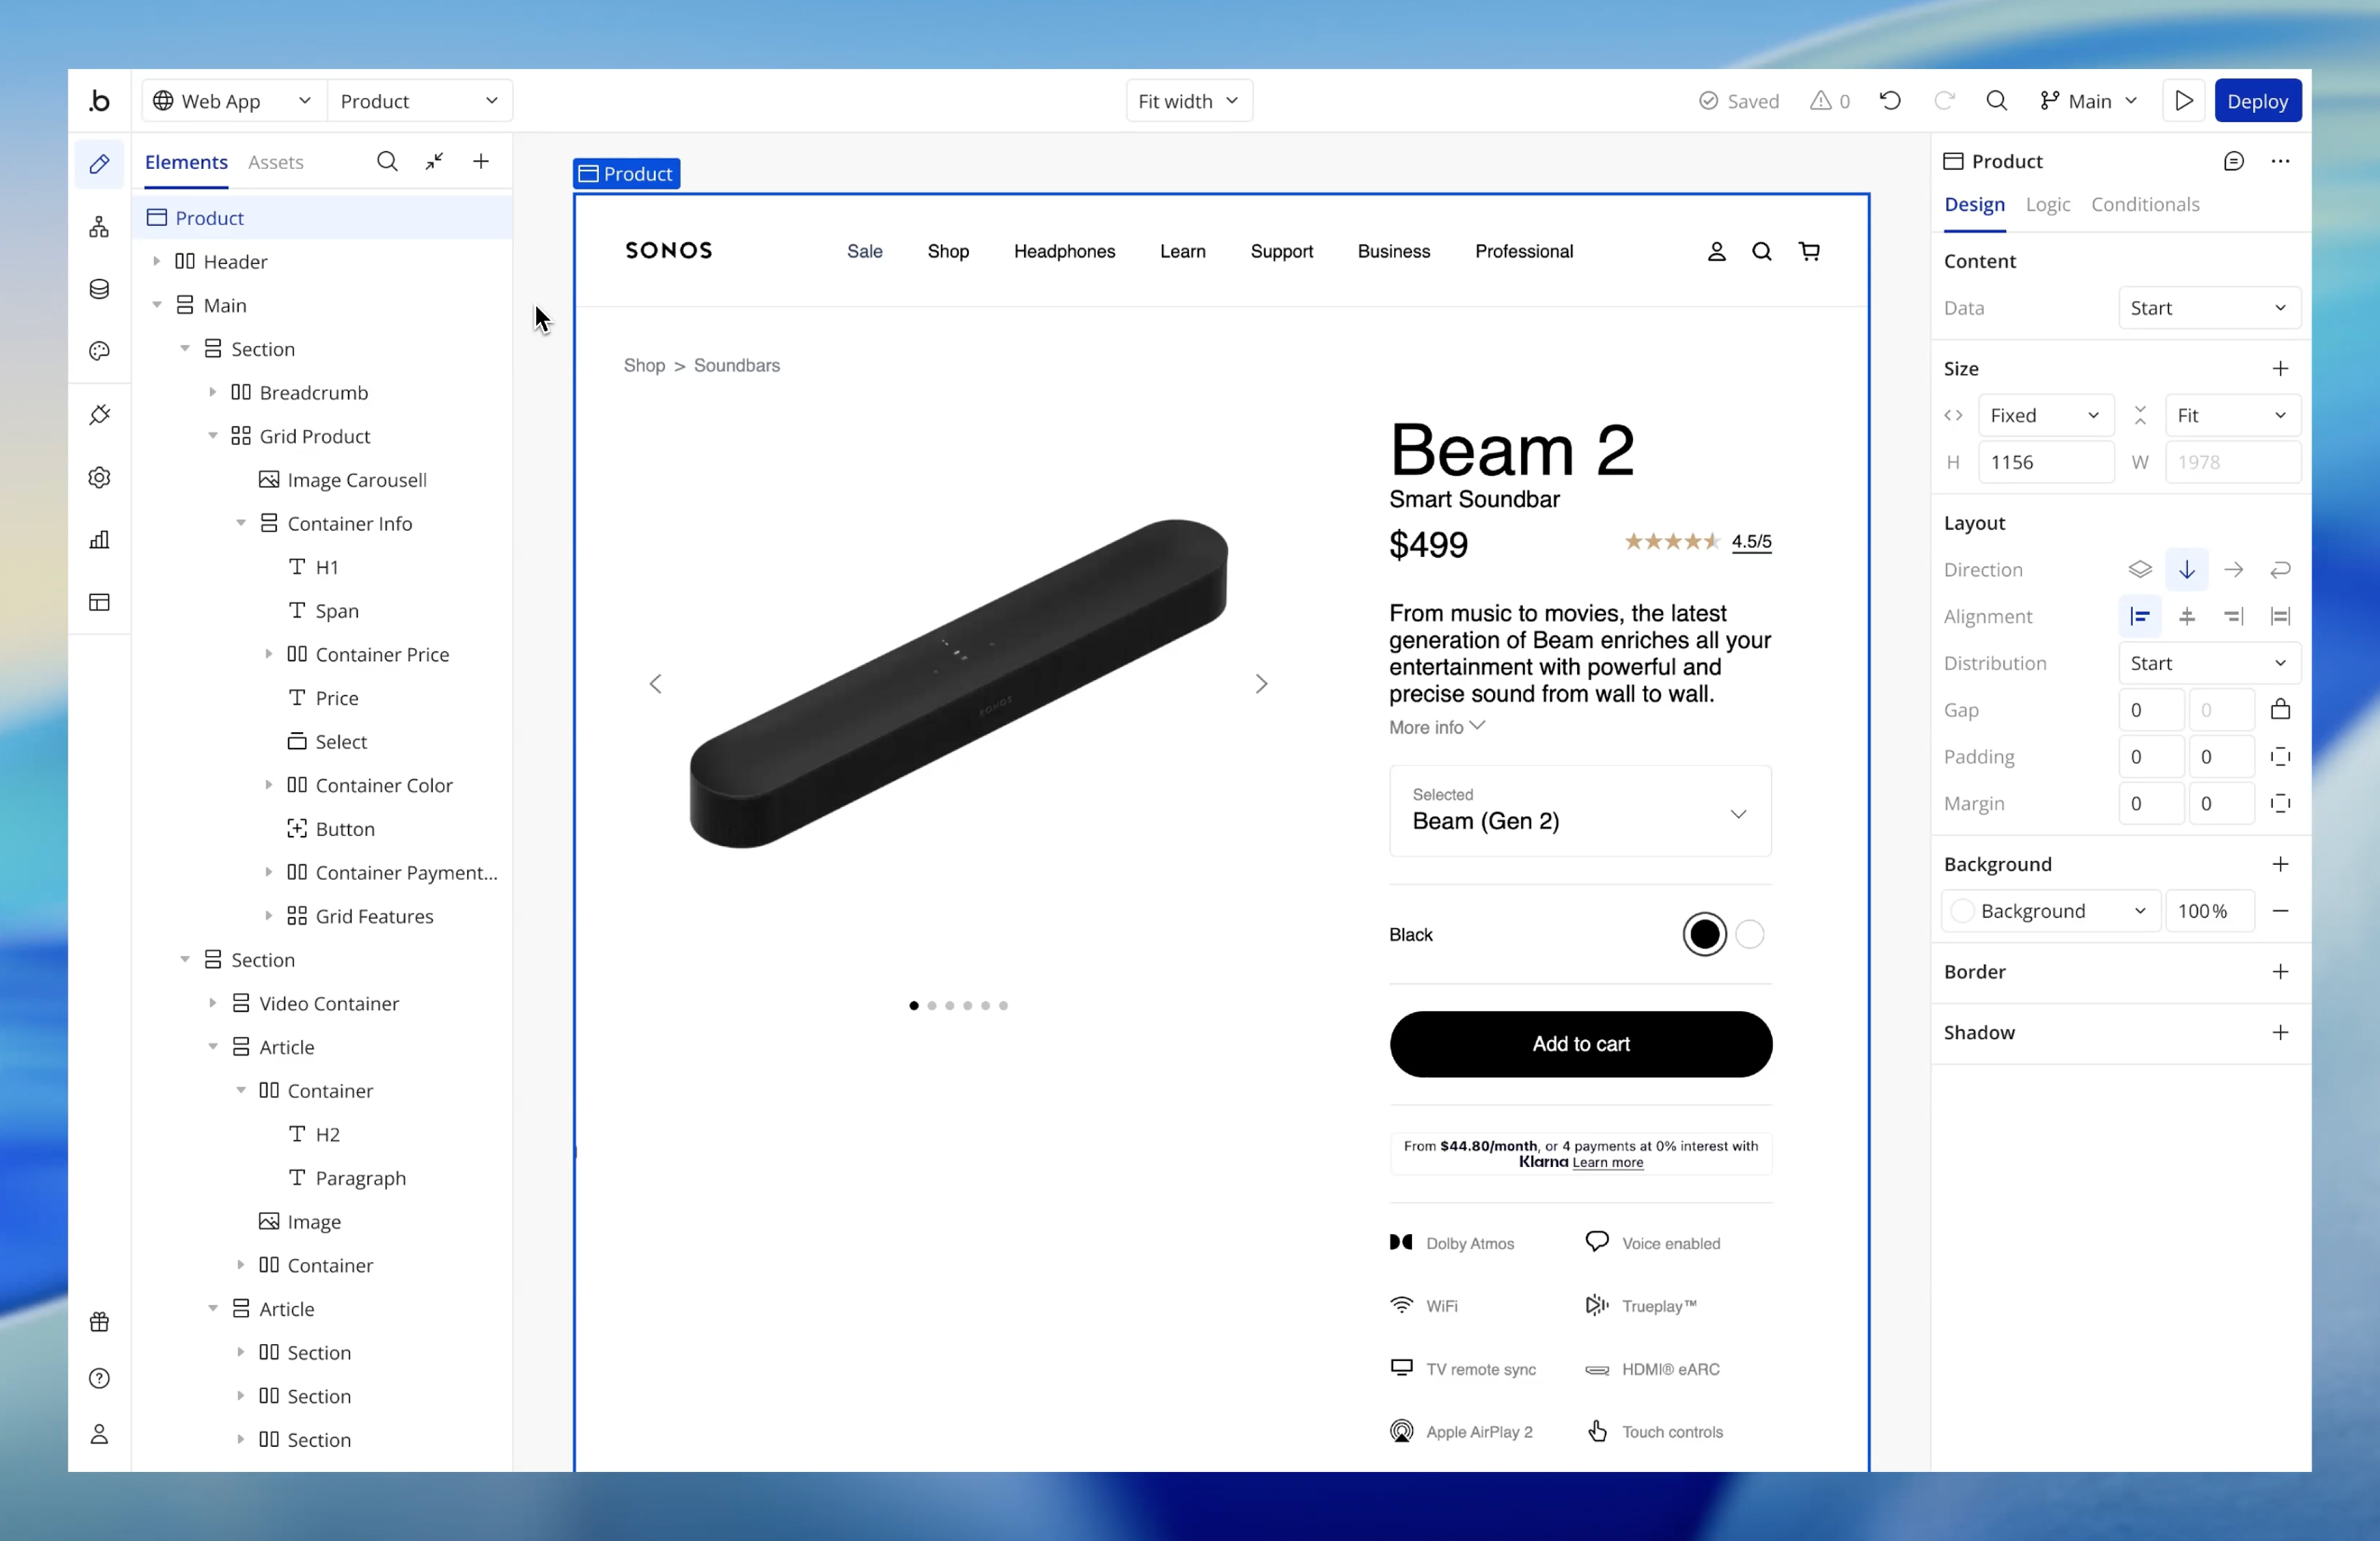 .b
Web App
Product
Fit width
Saved
0
Main
Deploy
Elements
Assets
Product
Header
Main
Section
Breadcrumb
Grid Product
Image Carousell
Container Info
H1
Span
Container Price
Price
Select
Container Color
Button
Container Payment...
Grid Features
Section
Video Container
Article
Container
H2
Paragraph
Image
Container
Article
Section
Section
Section
Product
SONOS
Sale
Shop
Headphones
Learn
Support
Business
Professional
Shop > Soundbars
SONOS
Beam 2
Smart Soundbar
$499
4.5/5
From music to movies, the latest
generation of Beam enriches all your
entertainment with powerful and
precise sound from wall to wall.
More info
Selected
Beam (Gen 2)
Black
Add to cart
From $44.80/month, or 4 payments at 0% interest with
Klarna Learn more
Dolby Atmos
Voice enabled
WiFi
Trueplay™
TV remote sync
HDMI® eARC
Apple AirPlay 2
Touch controls
Product
Design
Logic
Conditionals
Content
Data
Start
Size
Fixed
Fit
H
1156
W
1978
Layout
Direction
Alignment
Distribution
Start
Gap
0
0
Padding
0
0
Margin
0
0
Background
Background
100%
Border
Shadow